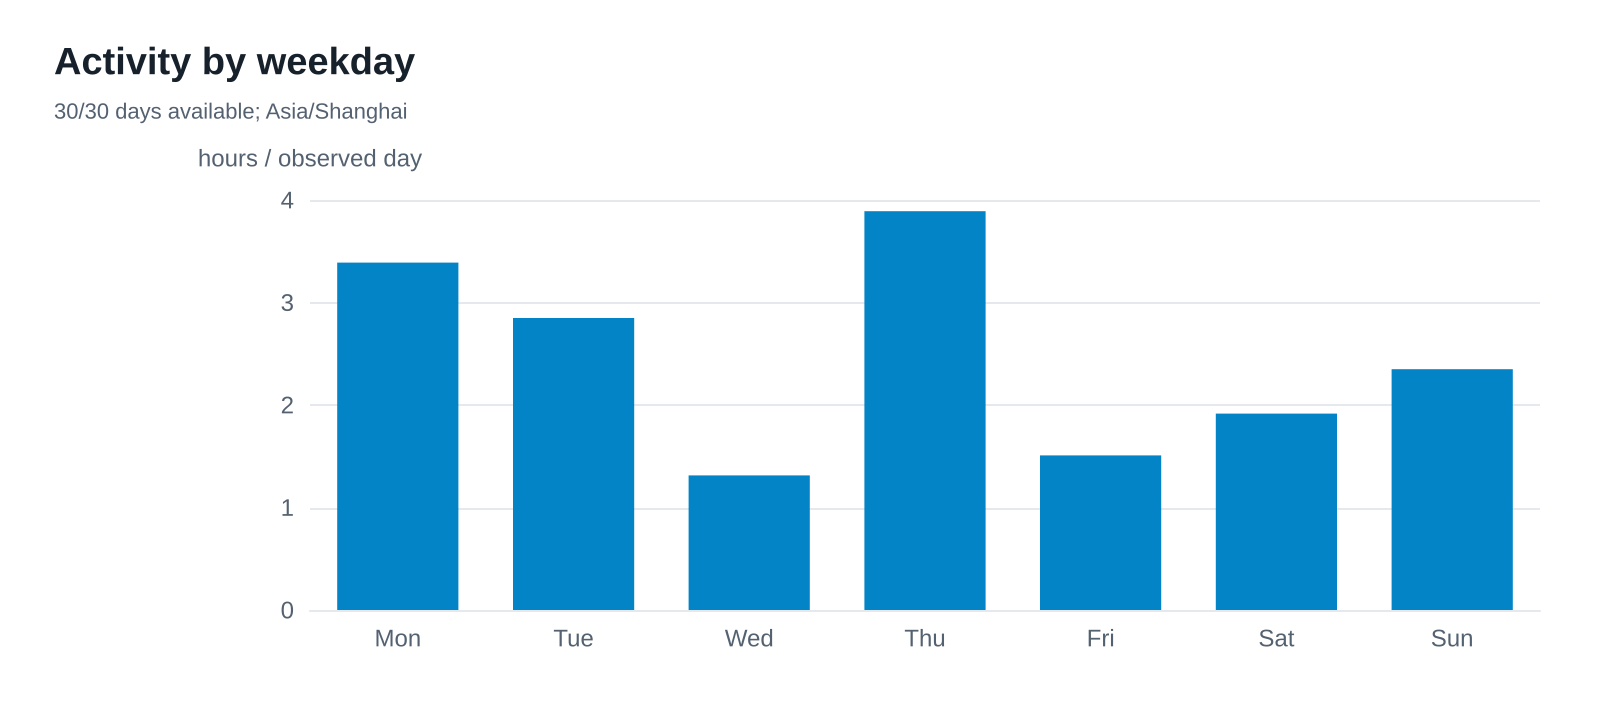 Activity by weekday
30/30 days available; Asia/Shanghai
hours / observed day
4
3
2
1
0
Mon Tue Wed Thu Fri Sat Sun